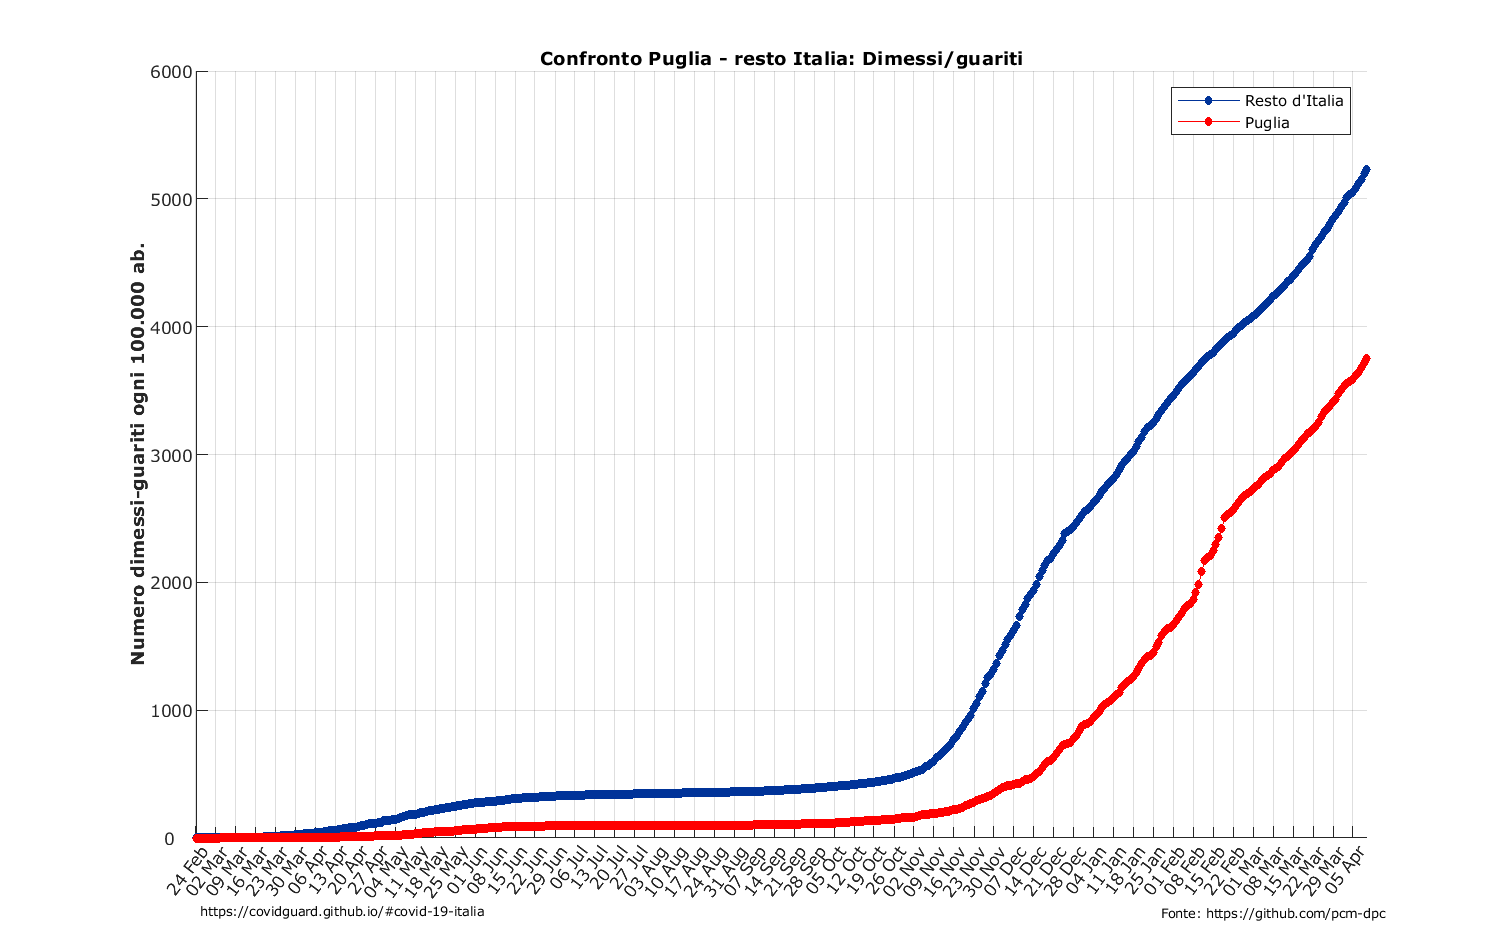 Confronto Puglia - resto Italia: Dimessi/guariti
Resto d'Italia
Puglia
Numero dimessi-guariti ogni 100.000 ab.
6000
5000
4000
3000
2000
1000
0
24 Feb
02 Mar
09 Mar
16 Mar
23 Mar
30 Mar
06 Apr
13 Apr
20 Apr
27 Apr
04 May
11 May
18 May
25 May
01 Jun
08 Jun
15 Jun
22 Jun
29 Jun
06 Jul
13 Jul
20 Jul
27 Jul
03 Aug
10 Aug
17 Aug
24 Aug
31 Aug
07 Sep
14 Sep
21 Sep
28 Sep
05 Oct
12 Oct
19 Oct
26 Oct
02 Nov
09 Nov
16 Nov
23 Nov
30 Nov
07 Dec
14 Dec
21 Dec
28 Dec
04 Jan
11 Jan
18 Jan
25 Jan
01 Feb
08 Feb
15 Feb
22 Feb
01 Mar
08 Mar
15 Mar
22 Mar
29 Mar
05 Apr
https://covidguard.github.io/#covid-19-italia
Fonte: https://github.com/pcm-dpc